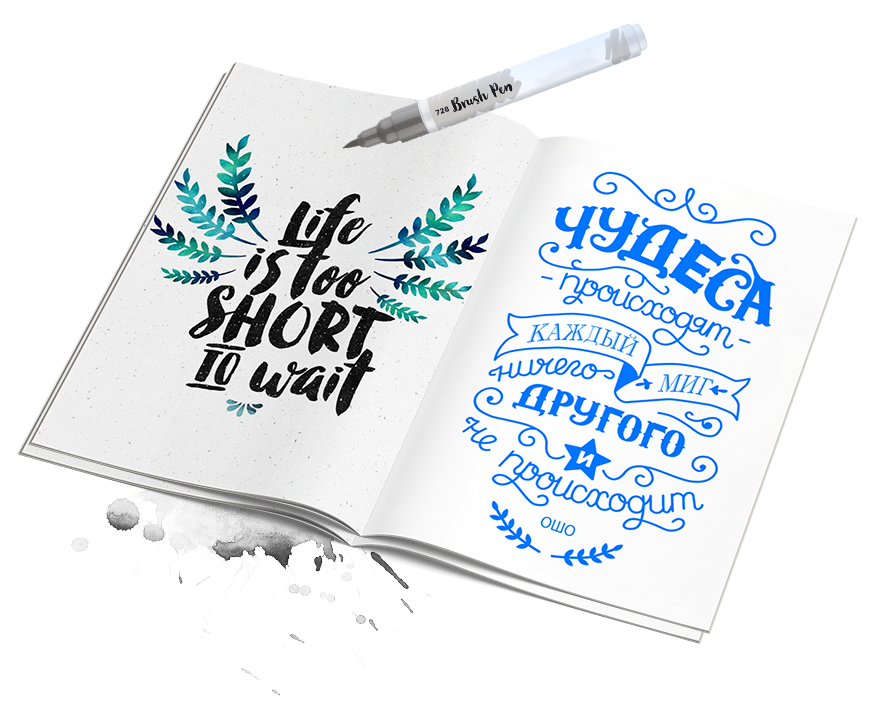 728 Brush Pen
Life
is too
SHORT
TO wait
ЧУДЕСА
- происходят -
КАЖДЫЙ
МИГ
ничего
ДРУГОГО
и
не происходит
ОШО